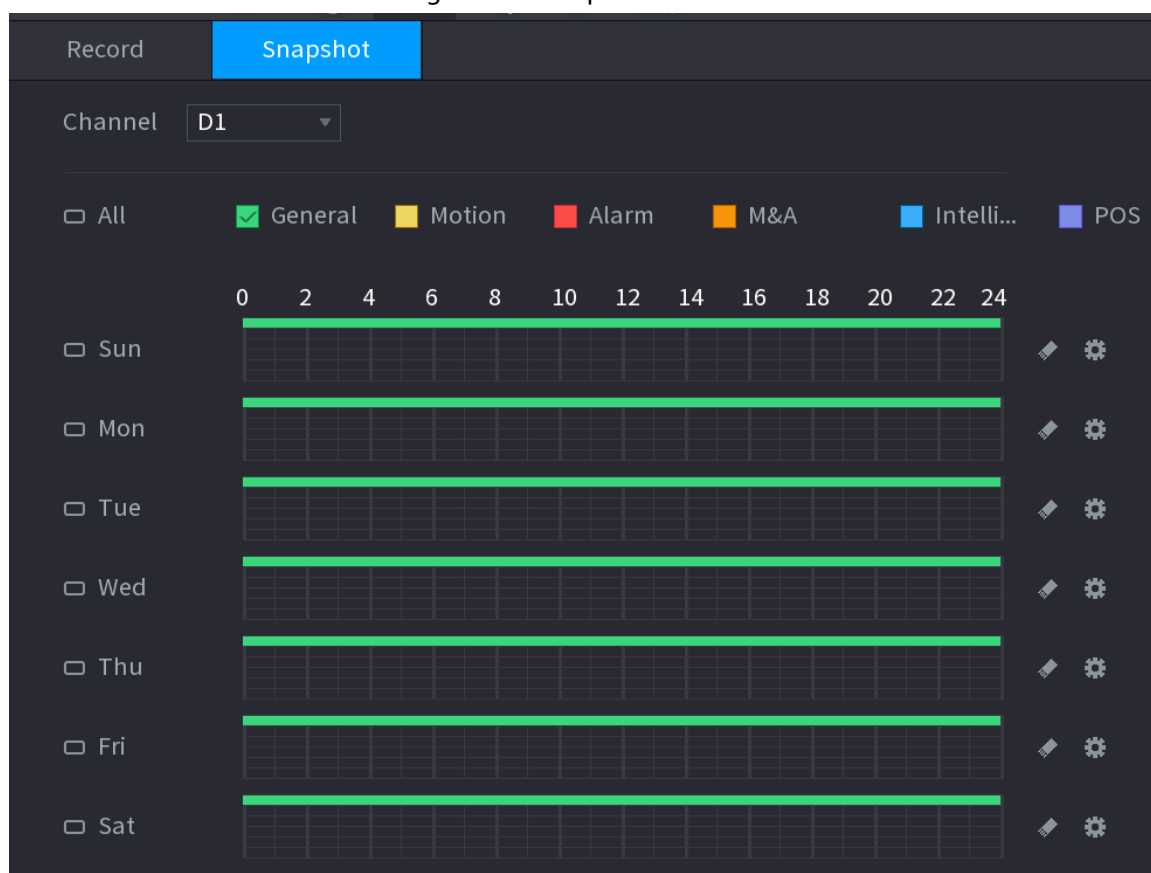 Record Snapshot
Channel D1
All General Motion Alarm M&A Intelli... POS
0 2 4 6 8 10 12 14 16 18 20 22 24
Sun
Mon
Tue
Wed
Thu
Fri
Sat